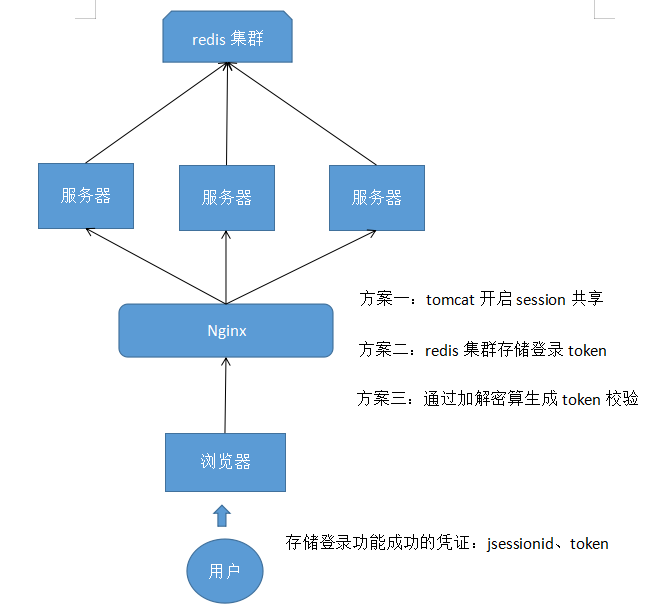 redis 集群
服务器
服务器
服务器
Nginx
方案一：tomcat 开启 session 共享
方案二：redis 集群存储登录 token
方案三：通过加解密算生成 token 校验
浏览器
存储登录功能成功的凭证：jsessionid、token
用户